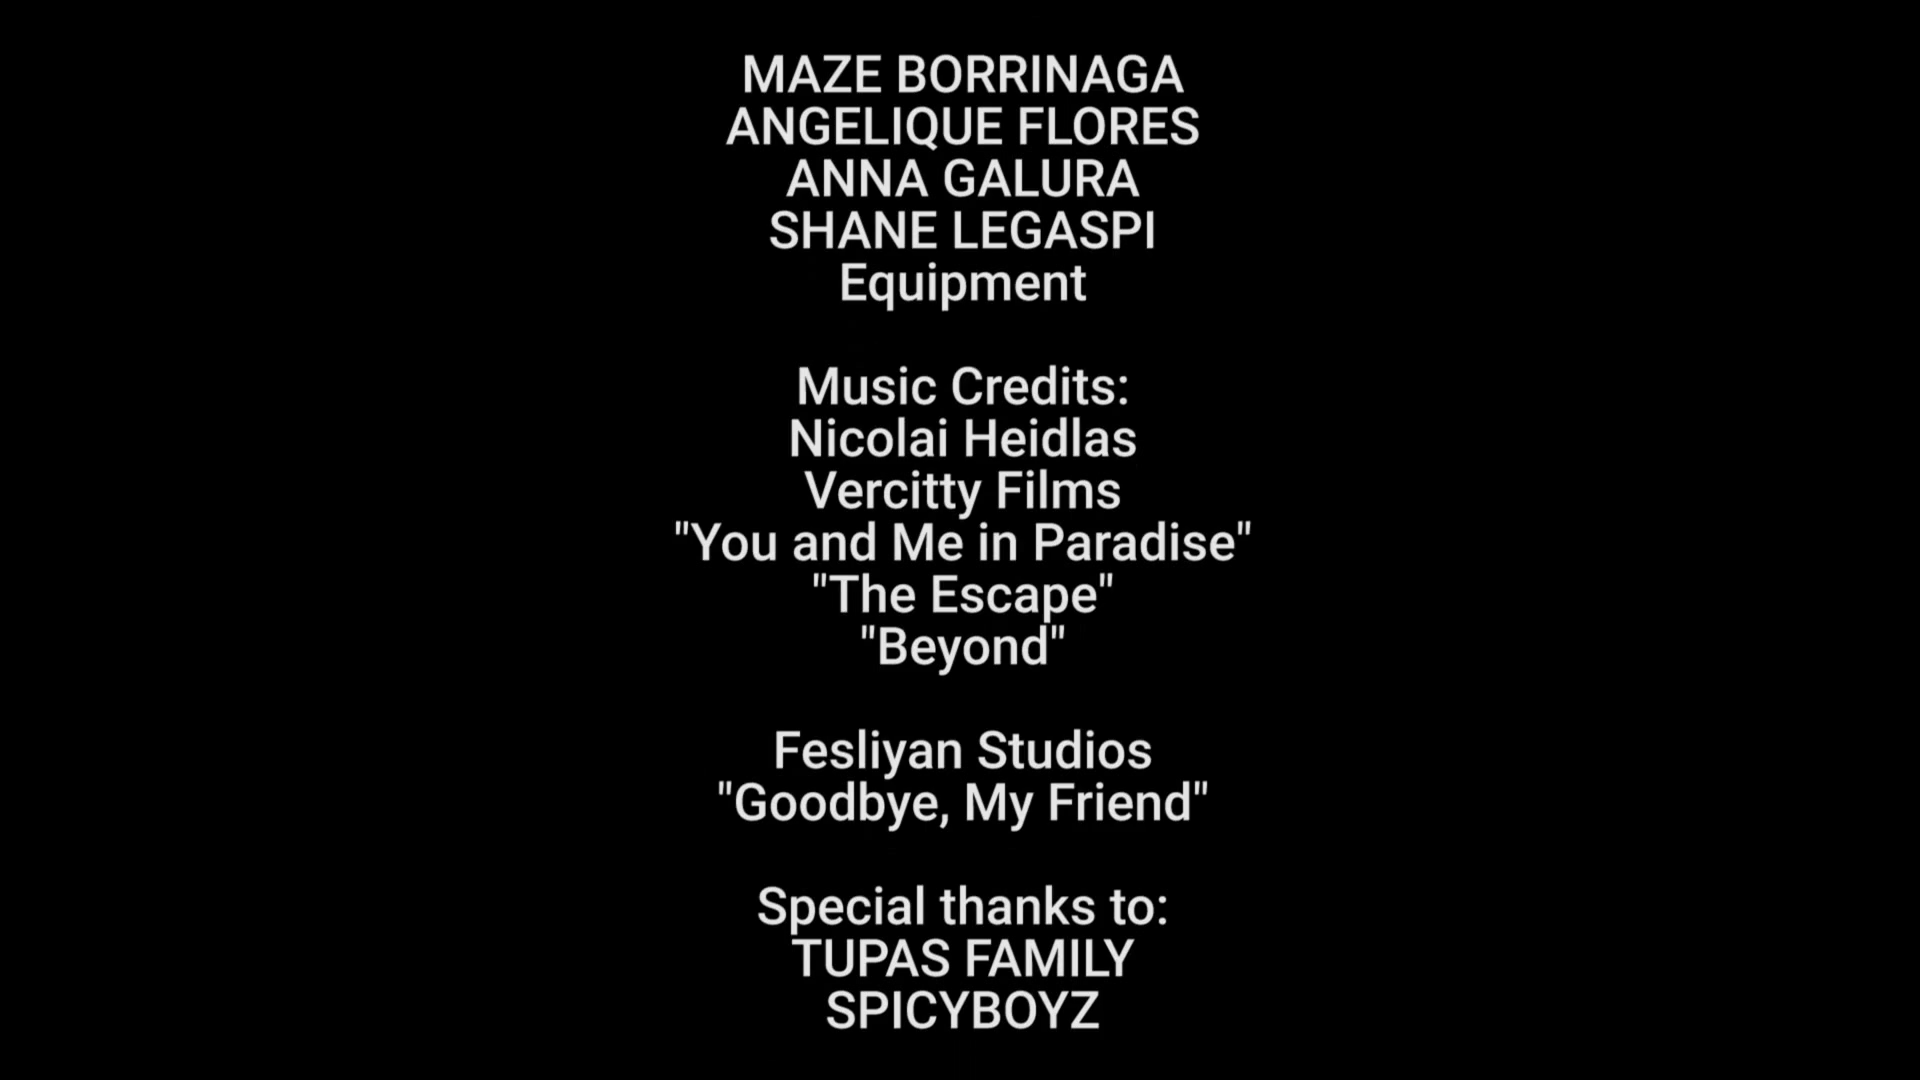 MAZE BORRINAGA
ANGELIQUE FLORES
ANNA GALURA
SHANE LEGASPI
Equipment
Music Credits:
Nicolai Heidlas
Vercitty Films
"You and Me in Paradise"
"The Escape"
"Beyond"
Fesliyan Studios
"Goodbye, My Friend"
Special thanks to:
TUPAS FAMILY
SPICYBOYZ